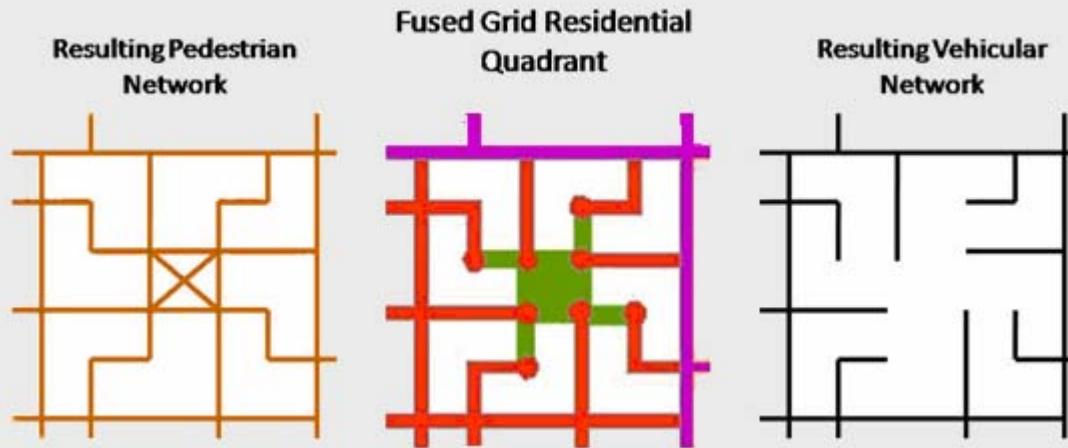 Resulting Pedestrian
Network
Fused Grid Residential
Quadrant
Resulting Vehicular
Network